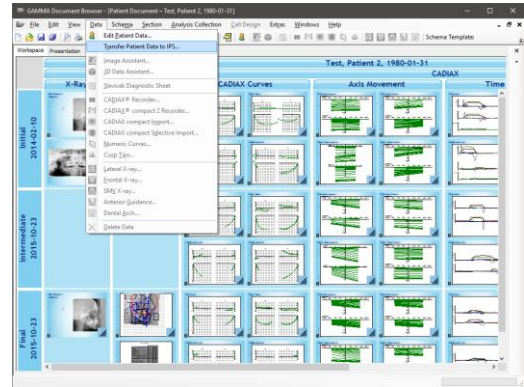 GAMMA Document Browser - [Patient Document - Test, Patient 2, 1980-01-31]
File Edit View Data Schema Section Analysis Collection Cell Design Extras Windows Help
Schema Template
Workspace Presentation
Edit Patient Data...
Transfer Patient Data to IPS...
Image Assistant...
3D Data Assistant...
Slavicek Diagnostic Sheet
CADIAX® Recorder...
CADIAX® compact 2 Recorder...
CADIAX compact Import...
CADIAX compact Selective Import...
Numeric Curves...
Cusp Tips...
Lateral X-ray...
Frontal X-ray...
SMV X-ray...
Anterior Guidance...
Dental Arch...
Delete Data
Test, Patient 2, 1980-01-31
CADIAX
X-Ray
CADIAX Curves
Axis Movement
Time
Initial
2014-02-10
Intermediate
2015-10-23
Final
2015-10-23